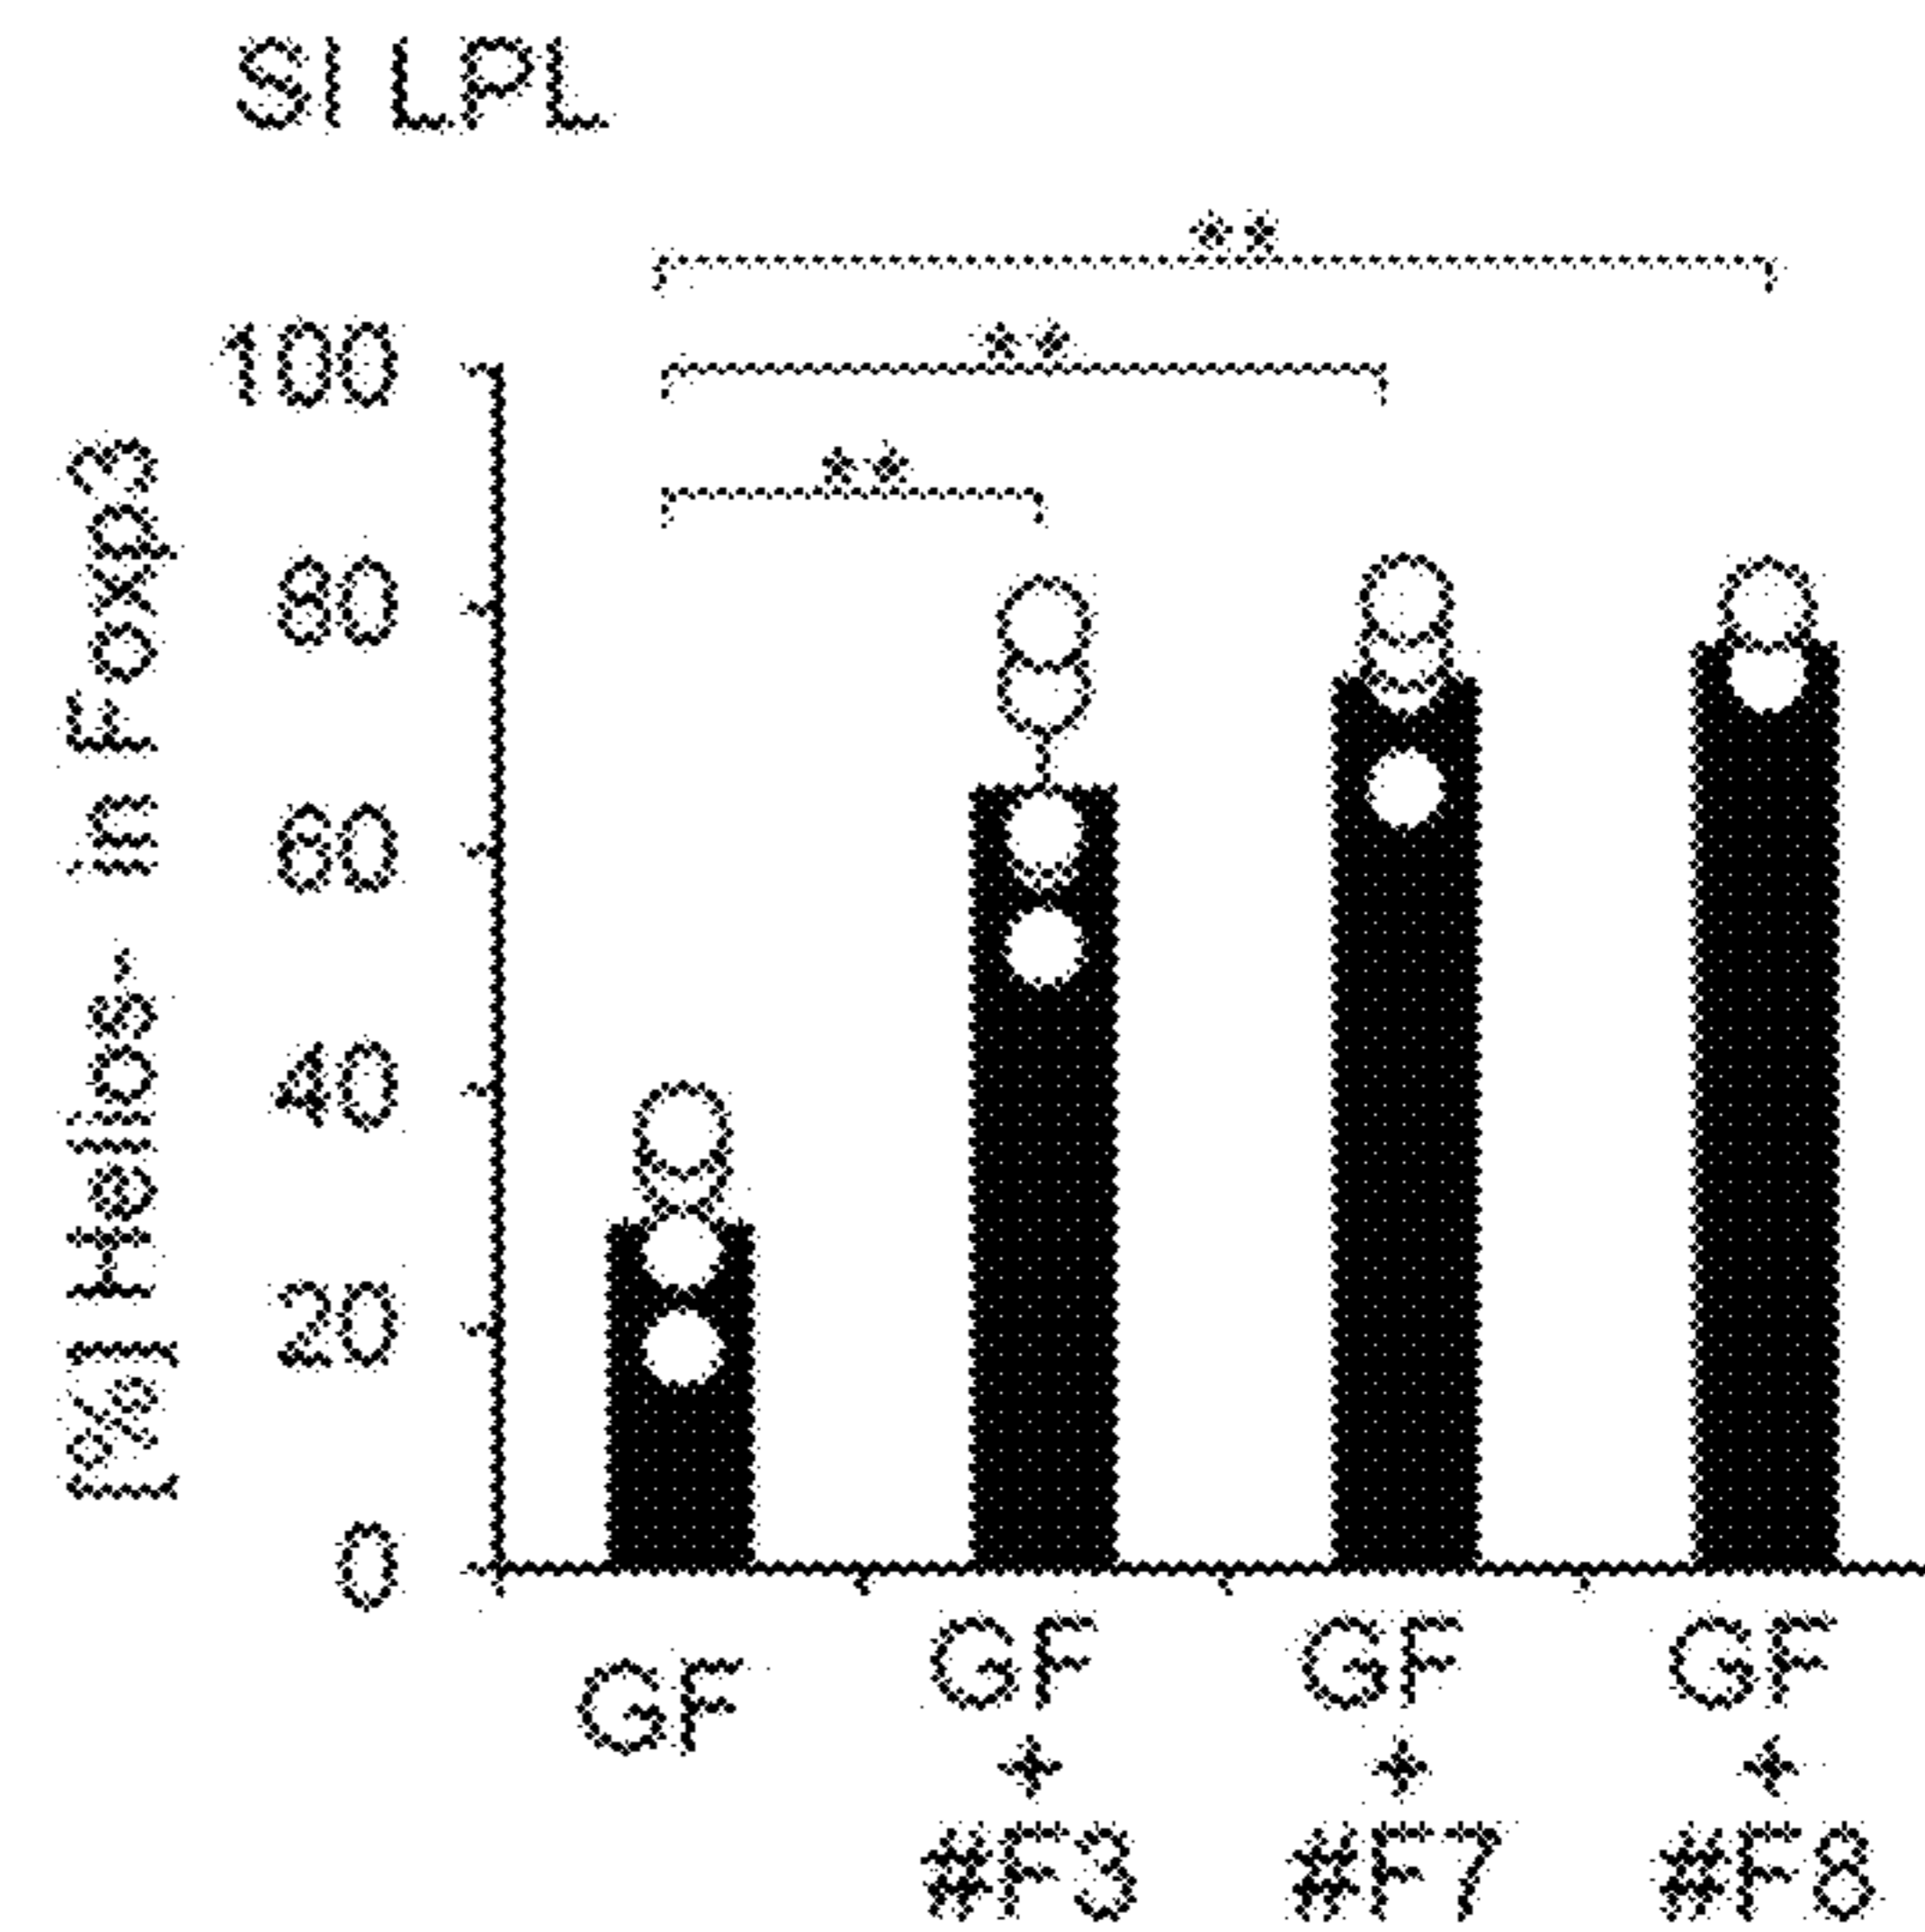 SI LPL
**
**
**
100
80
60
40
20
0
[%] Helios- in Foxp3
GF
GF + #F3
GF + #F7
GF + #F8